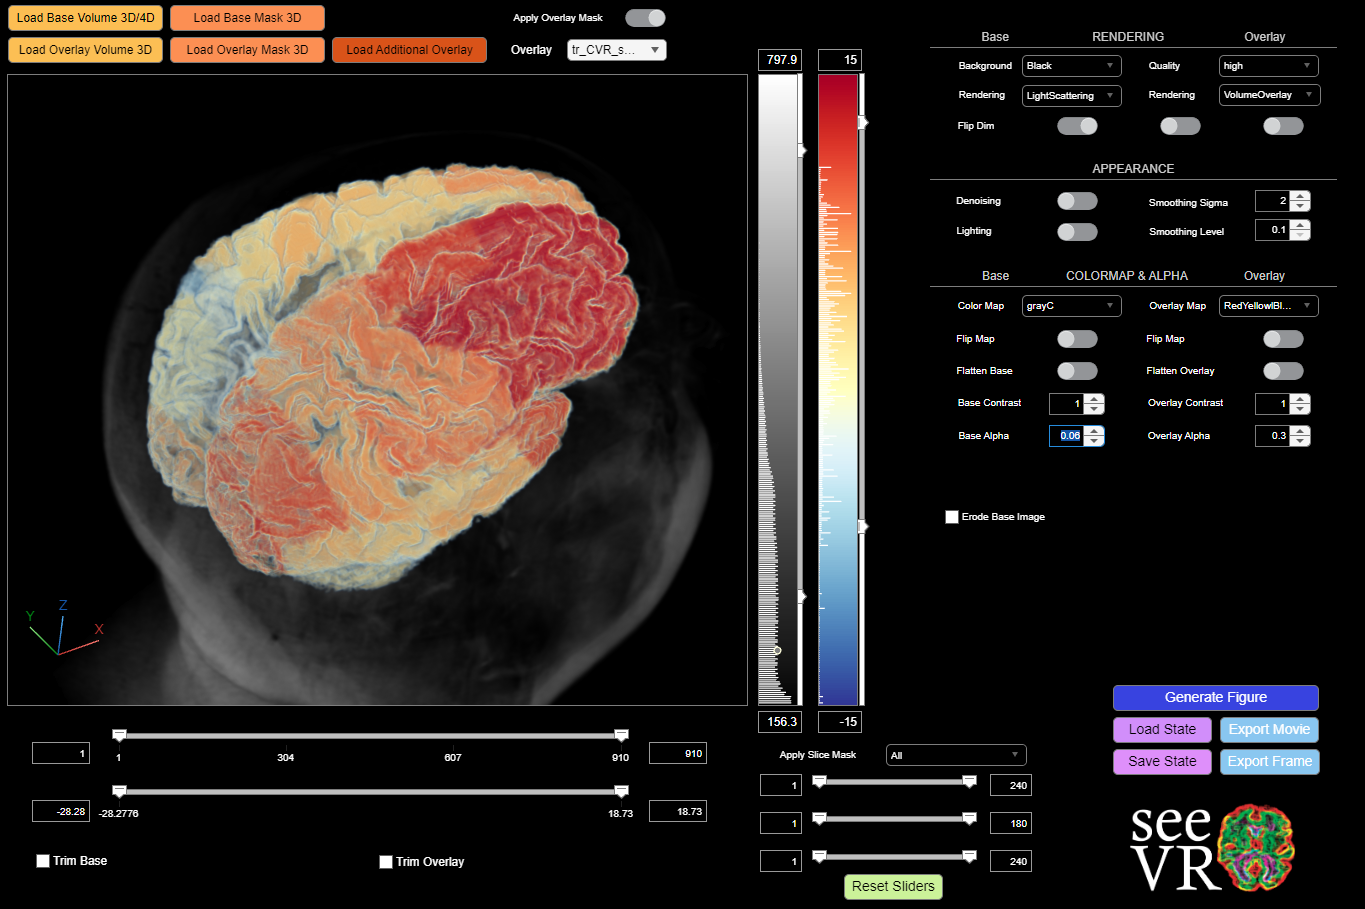 Load Base Volume 3D/4D
Load Base Mask 3D
Apply Overlay Mask
Load Overlay Volume 3D
Load Overlay Mask 3D
Load Additional Overlay
Overlay
tr_CVR_s...
797.9
15
Base
RENDERING
Overlay
Background
Black
Quality
high
Rendering
LightScattering
Rendering
VolumeOverlay
Flip Dim
APPEARANCE
Denoising
Smoothing Sigma
2
Lighting
Smoothing Level
0.1
Base
COLORMAP & ALPHA
Overlay
Color Map
grayC
Overlay Map
RedYellowlBl...
Flip Map
Flip Map
Flatten Base
Flatten Overlay
Base Contrast
1
Overlay Contrast
1
Base Alpha
0.06
Overlay Alpha
0.3
Erode Base Image
Y
Z
X
156.3
-15
Generate Figure
Load State
Export Movie
Save State
Export Frame
1
1
304
607
910
910
-28.28
-28.2776
18.73
18.73
Trim Base
Trim Overlay
Apply Slice Mask
All
1
240
1
180
1
240
Reset Sliders
see
VR